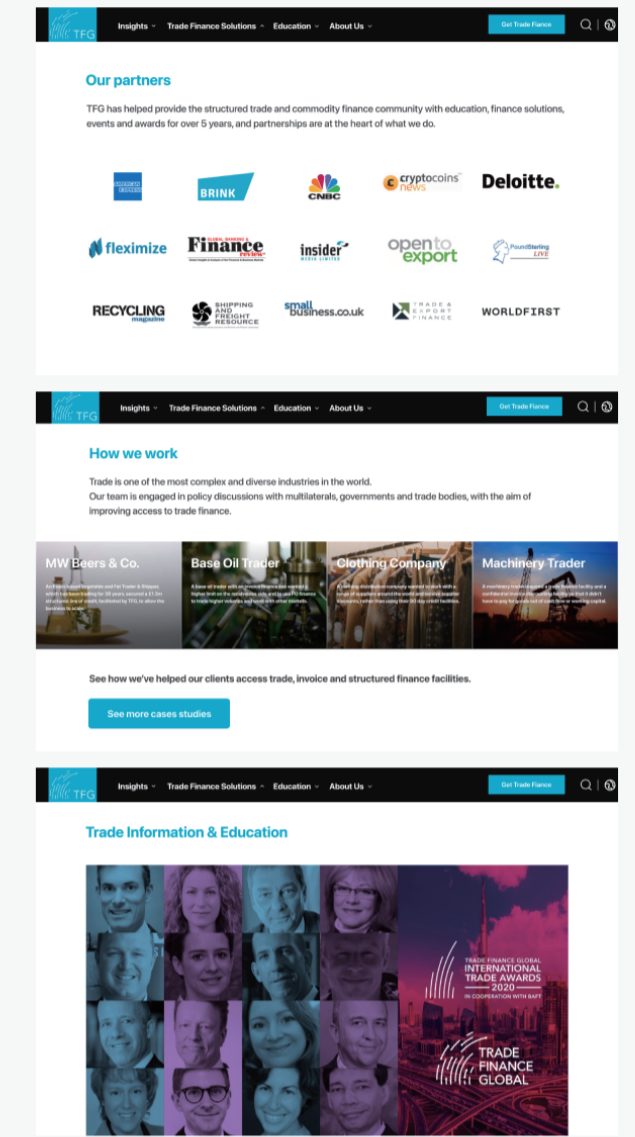 TFG
Insights
Trade Finance Solutions
Education
About Us
Get Trade Fiance
Our partners
TFG has helped provide the structured trade and commodity finance community with education, finance solutions,
events and awards for over 5 years, and partnerships are at the heart of what we do.
AMERICAN
EXPRESS
BRINK
CNBC
cryptocoins
news
Deloitte.
fleximize
GLOBAL BANKING &
Finance
review
insider
MEDIA LIMITED
open to
export
PoundSterling
LIVE
RECYCLING
magazine
SHIPPING
AND
FREIGHT
RESOURCE
small
business.co.uk
TRADE &
EXPORT
FINANCE
WORLDFIRST
TFG
Insights
Trade Finance Solutions
Education
About Us
Get Trade Fiance
How we work
Trade is one of the most complex and diverse industries in the world.
Our team is engaged in policy discussions with multilaterals, governments and trade bodies, with the aim of
improving access to trade finance.
MW Beers & Co.
Base Oil Trader
Clothing Company
Machinery Trader
See how we've helped our clients access trade, invoice and structured finance facilities.
See more cases studies
TFG
Insights
Trade Finance Solutions
Education
About Us
Get Trade Fiance
Trade Information & Education
TRADE FINANCE GLOBAL
INTERNATIONAL
TRADE AWARDS
2020
IN COOPERATION WITH BAFT
TRADE
FINANCE
GLOBAL